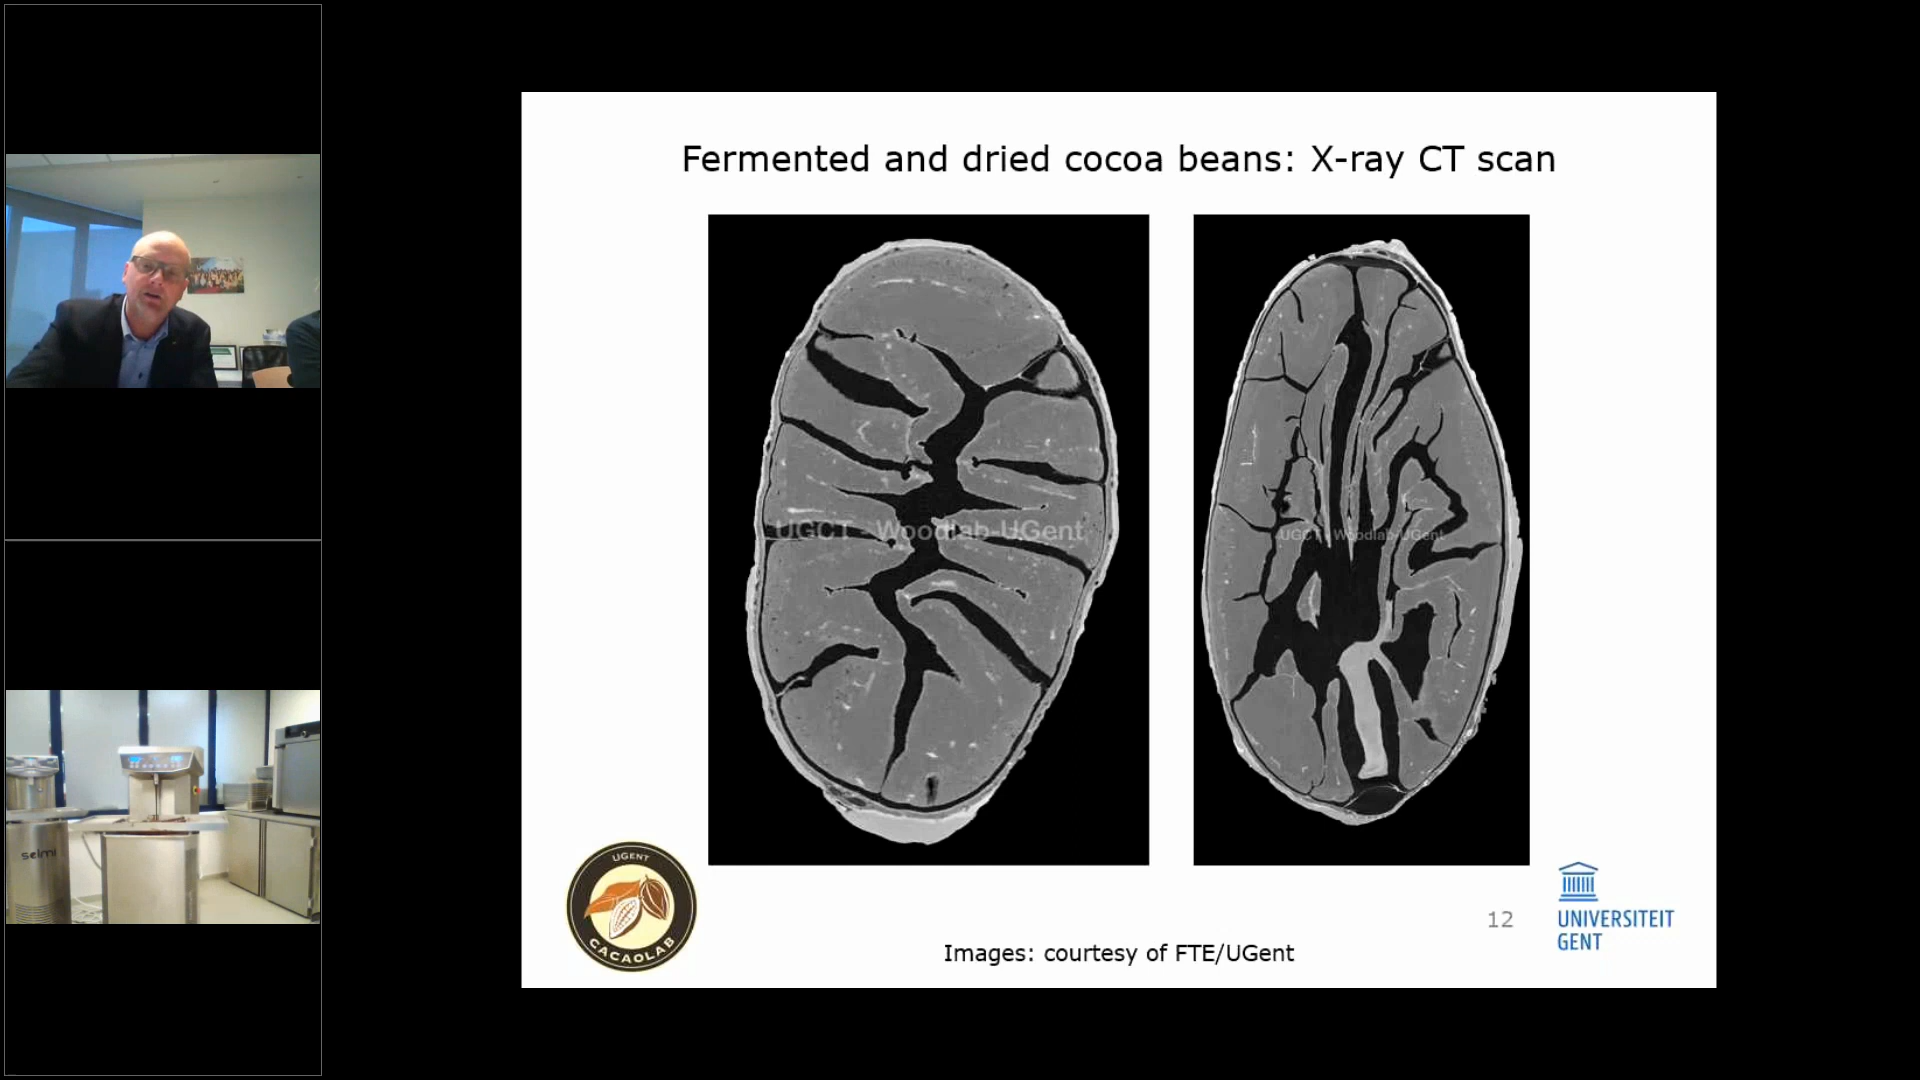 Fermented and dried cocoa beans: X-ray CT scan
UGCT - Woodlab-UGent
UGCT - Woodlab-UGent
UGENT
CACAOLAB
12
UNIVERSITEIT
GENT
Images: courtesy of FTE/UGent
selmi